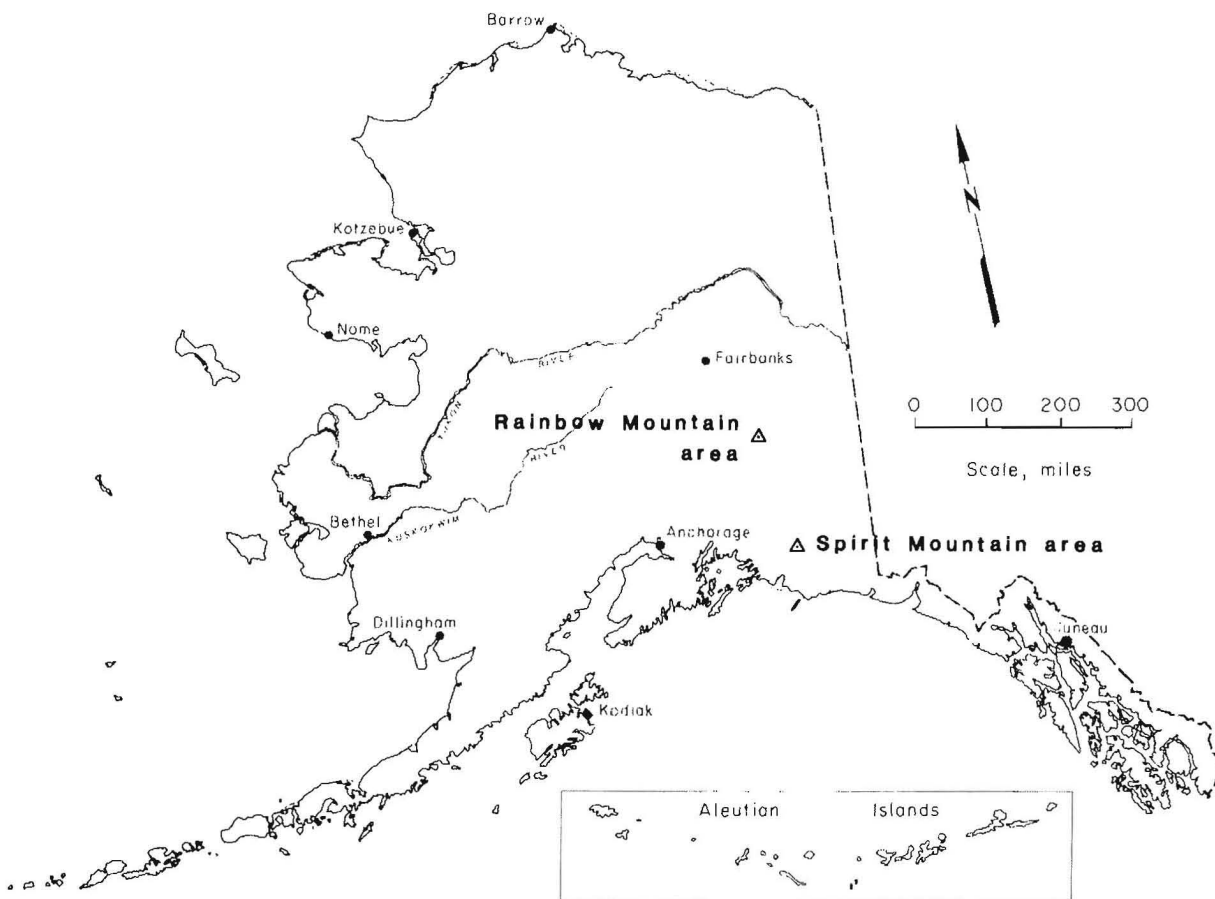 Barrow
Kotzebue
N
Nome
RIVER
Fairbanks
YUKON
0 100 200 300
Scale, miles
Rainbow Mountain
area
RIVER
Bethel
KUSKOKWIM
Anchorage
Spirit Mountain area
Dillingham
Juneau
Kodiak
Aleutian Islands